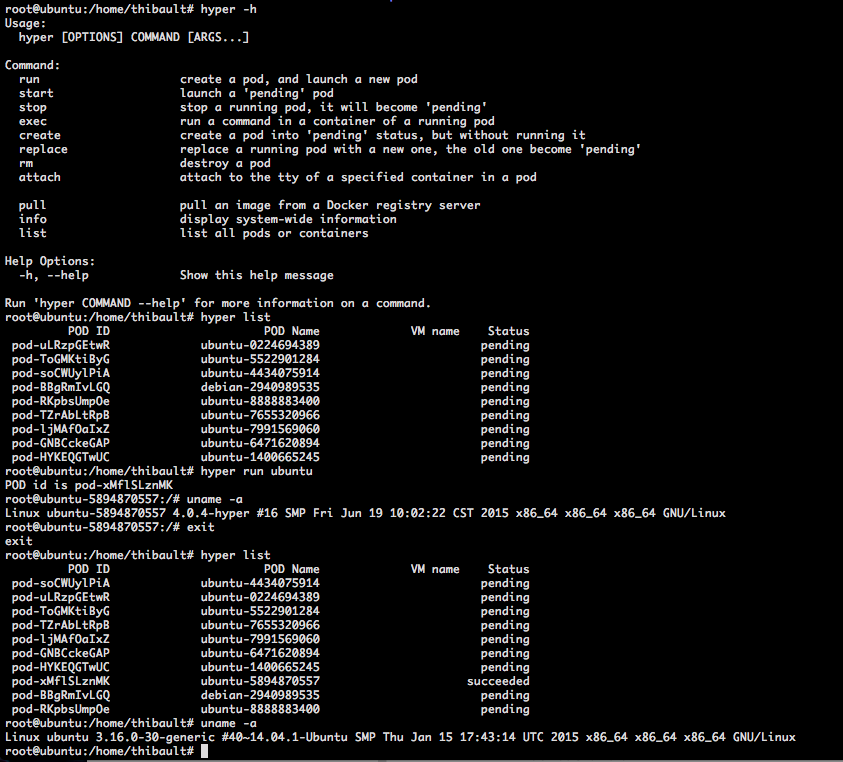 root@ubuntu:/home/thibault# hyper -h
Usage:
  hyper [OPTIONS] COMMAND [ARGS...]
Command:
  run                    create a pod, and launch a new pod
  start                  launch a 'pending' pod
  stop                   stop a running pod, it will become 'pending'
  exec                   run a command in a container of a running pod
  create                 create a pod into 'pending' status, but without running it
  replace                replace a running pod with a new one, the old one become 'pending'
  rm                     destroy a pod
  attach                 attach to the tty of a specified container in a pod
  pull                   pull an image from a Docker registry server
  info                   display system-wide information
  list                   list all pods or containers
Help Options:
  -h, --help             Show this help message
Run 'hyper COMMAND --help' for more information on a command.
root@ubuntu:/home/thibault# hyper list
         POD ID                      POD Name             VM name    Status
 pod-uLRzpGEtwR             ubuntu-0224694389                       pending
 pod-ToGMKtiByG             ubuntu-5522901284                       pending
 pod-soCWUylPiA             ubuntu-4434075914                       pending
 pod-BBgRmIvLGQ             debian-2940989535                       pending
 pod-RKpbsUmpOe             ubuntu-8888883400                       pending
 pod-TZrAbLtRpB             ubuntu-7655320966                       pending
 pod-ljMAfOaIxZ             ubuntu-7991569060                       pending
 pod-GNBCckeGAP             ubuntu-6471620894                       pending
 pod-HYKEQGTwUC             ubuntu-1400665245                       pending
root@ubuntu:/home/thibault# hyper run ubuntu
POD id is pod-xMflSLznMK
root@ubuntu-5894870557:/# uname -a
Linux ubuntu-5894870557 4.0.4-hyper #16 SMP Fri Jun 19 10:02:22 CST 2015 x86_64 x86_64 x86_64 GNU/Linux
root@ubuntu-5894870557:/# exit
exit
root@ubuntu:/home/thibault# hyper list
         POD ID                      POD Name             VM name    Status
 pod-soCWUylPiA             ubuntu-4434075914                       pending
 pod-uLRzpGEtwR             ubuntu-0224694389                       pending
 pod-ToGMKtiByG             ubuntu-5522901284                       pending
 pod-TZrAbLtRpB             ubuntu-7655320966                       pending
 pod-ljMAfOaIxZ             ubuntu-7991569060                       pending
 pod-GNBCckeGAP             ubuntu-6471620894                       pending
 pod-HYKEQGTwUC             ubuntu-1400665245                       pending
 pod-xMflSLznMK             ubuntu-5894870557                     succeeded
 pod-BBgRmIvLGQ             debian-2940989535                       pending
 pod-RKpbsUmpOe             ubuntu-8888883400                       pending
root@ubuntu:/home/thibault# uname -a
Linux ubuntu 3.16.0-30-generic #40~14.04.1-Ubuntu SMP Thu Jan 15 17:43:14 UTC 2015 x86_64 x86_64 x86_64 GNU/Linux
root@ubuntu:/home/thibault#